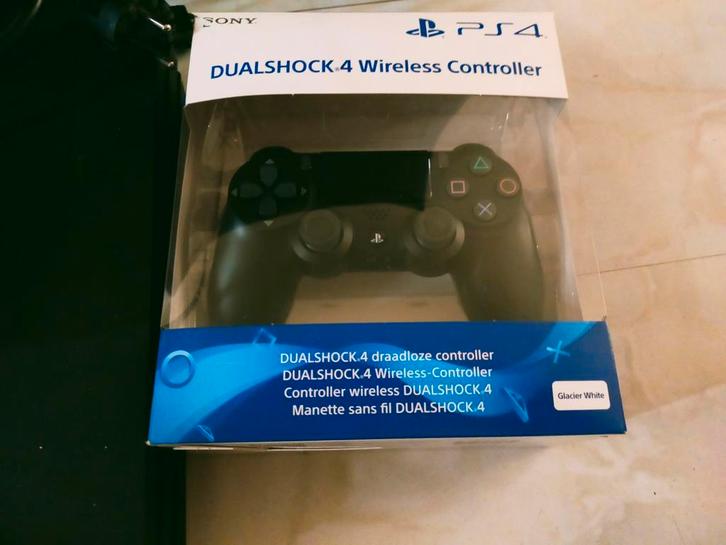 SONY
PS4
DUALSHOCK®4 Wireless Controller
DUALSHOCK®4 draadloze controller
DUALSHOCK®4 Wireless-Controller
Controller wireless DUALSHOCK®4
Manette sans fil DUALSHOCK®4
Glacier White